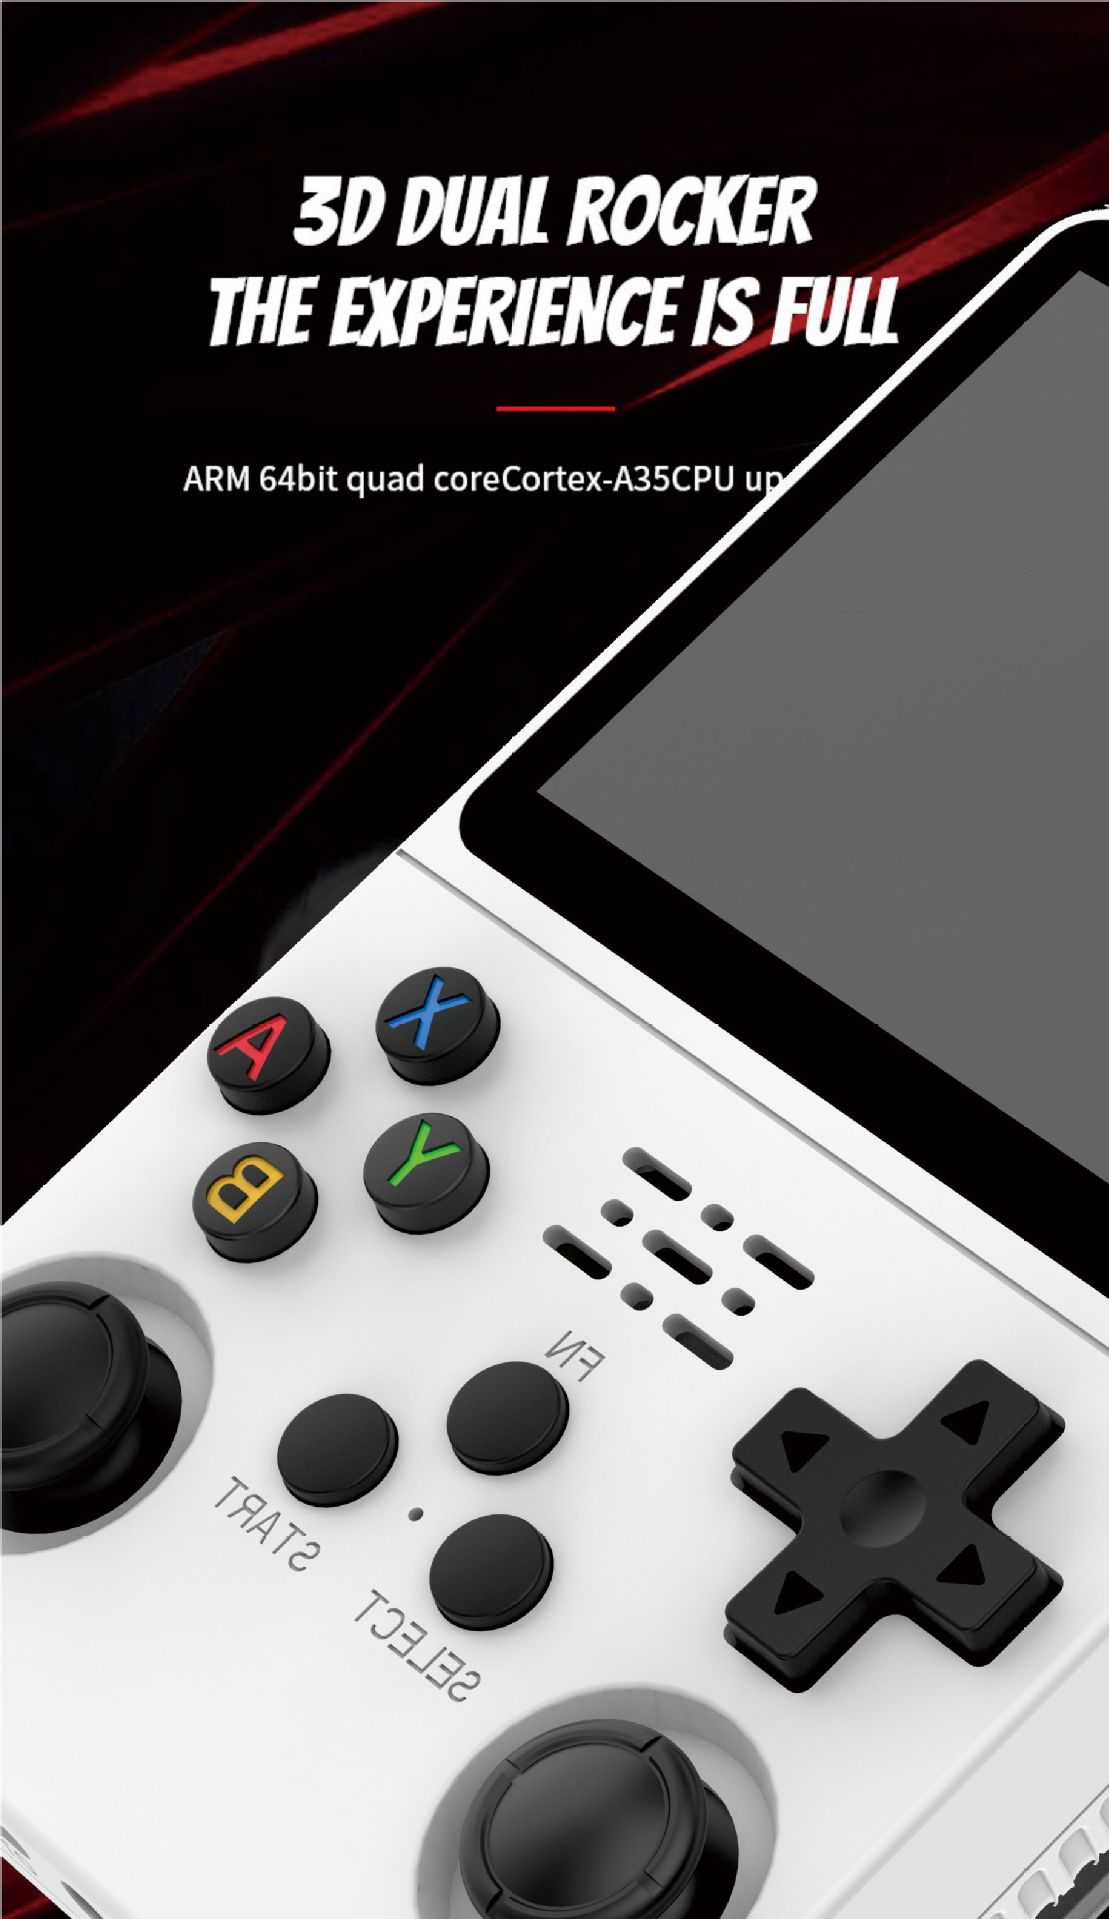 3D DUAL ROCKER
THE EXPERIENCE IS FULL
ARM 64bit quad coreCortex-A35CPU up
X
A
Y
B
FN
START
SELECT